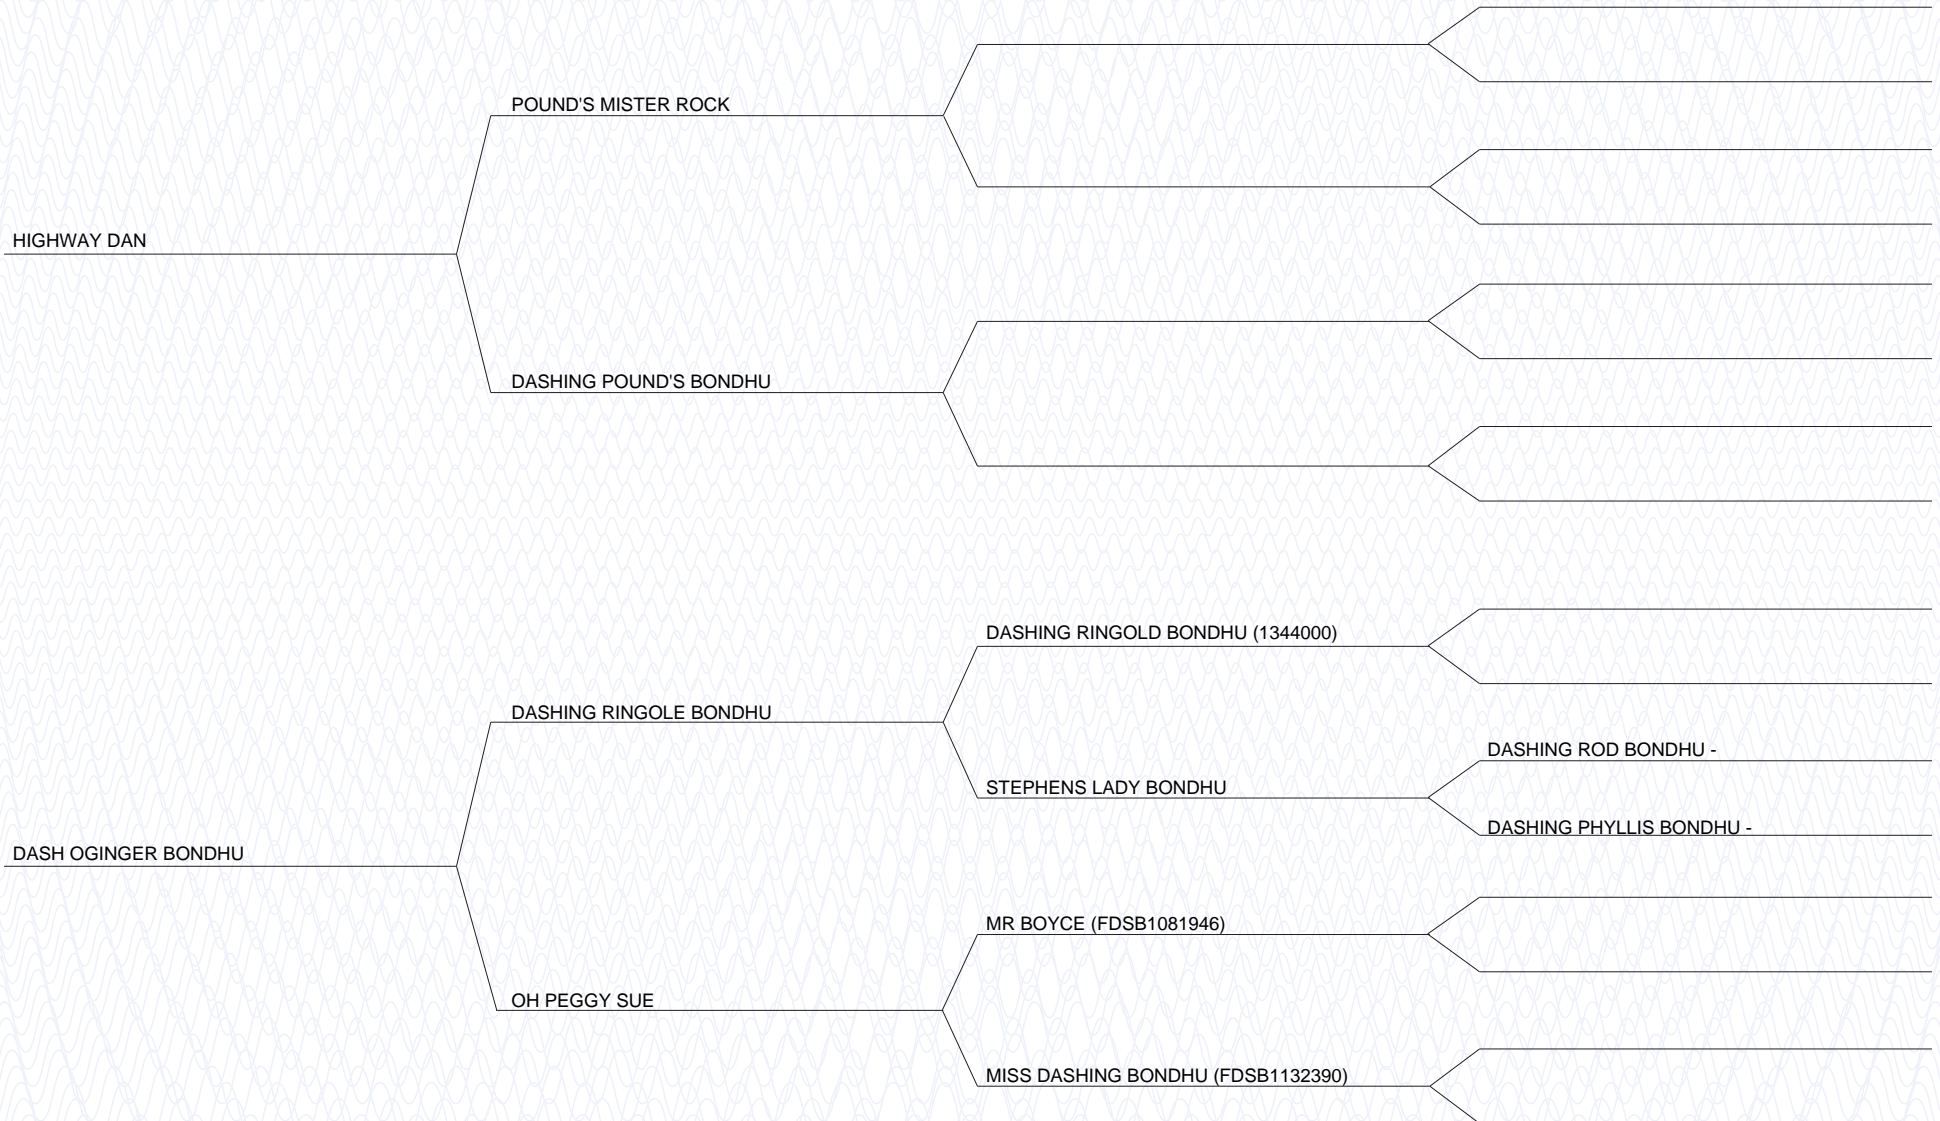 POUND'S MISTER ROCK
HIGHWAY DAN
DASHING POUND'S BONDHU
DASHING RINGOLD BONDHU (1344000)
DASHING RINGOLE BONDHU
DASHING ROD BONDHU -
STEPHENS LADY BONDHU
DASHING PHYLLIS BONDHU -
DASH OGINGER BONDHU
MR BOYCE (FDSB1081946)
OH PEGGY SUE
MISS DASHING BONDHU (FDSB1132390)